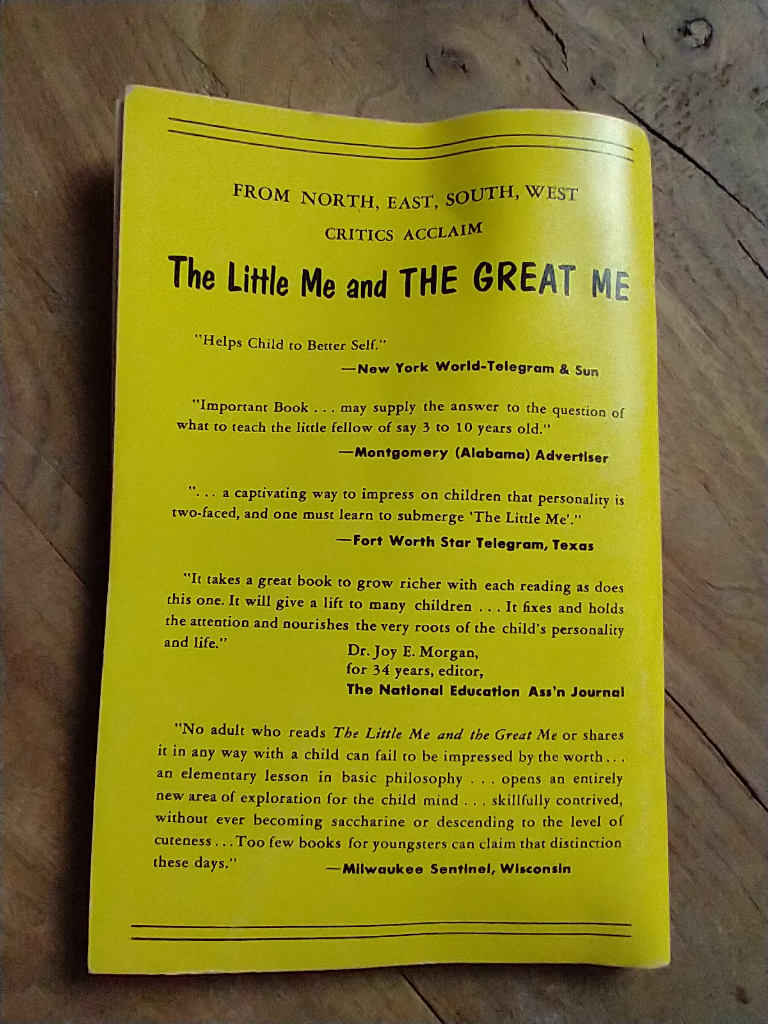 FROM NORTH, EAST, SOUTH, WEST
CRITICS ACCLAIM
The Little Me and THE GREAT ME
"Helps Child to Better Self."
—New York World-Telegram & Sun
"Important Book . . . may supply the answer to the question of
what to teach the little fellow of say 3 to 10 years old."
—Montgomery (Alabama) Advertiser
". . . a captivating way to impress on children that personality is
two-faced, and one must learn to submerge 'The Little Me'."
—Fort Worth Star Telegram, Texas
"It takes a great book to grow richer with each reading as does
this one. It will give a lift to many children . . . It fixes and holds
the attention and nourishes the very roots of the child's personality
and life."
Dr. Joy E. Morgan,
for 34 years, editor,
The National Education Ass'n Journal
"No adult who reads The Little Me and the Great Me or shares
it in any way with a child can fail to be impressed by the worth . . .
an elementary lesson in basic philosophy . . . opens an entirely
new area of exploration for the child mind . . . skillfully contrived,
without ever becoming saccharine or descending to the level of
cuteness . . . Too few books for youngsters can claim that distinction
these days."
—Milwaukee Sentinel, Wisconsin